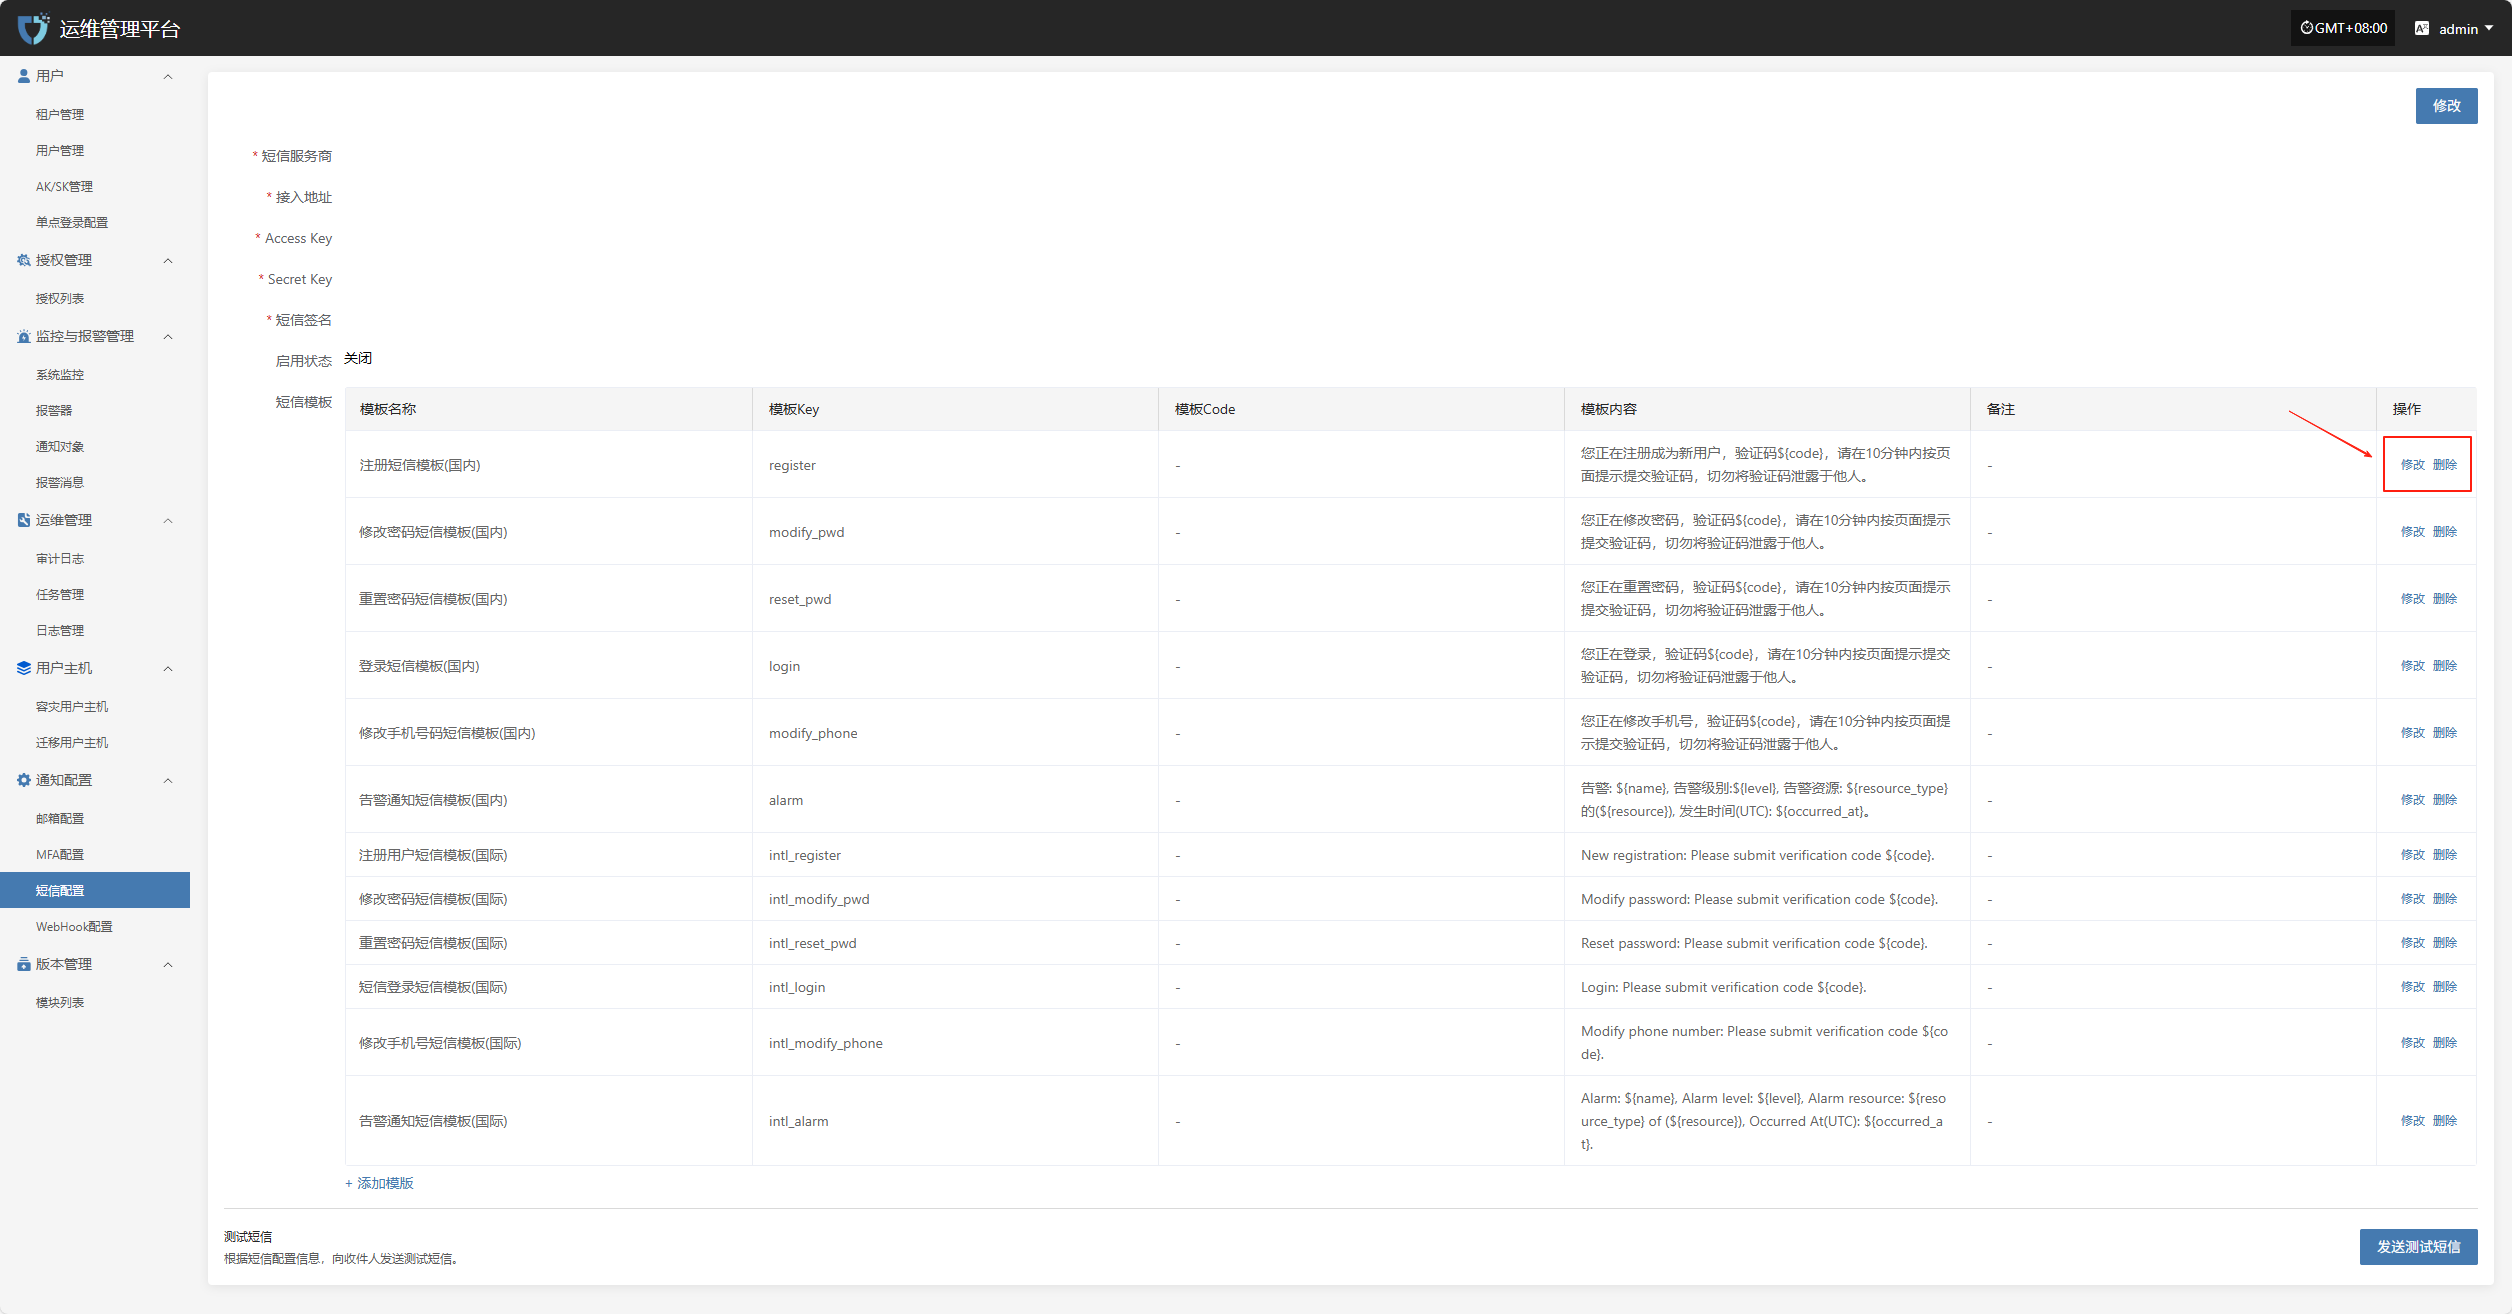 运维管理平台
GMT+08:00
admin
用户
租户管理
用户管理
AK/SK管理
单点登录配置
授权管理
授权列表
监控与报警管理
系统监控
报警器
通知对象
报警消息
运维管理
审计日志
任务管理
日志管理
用户主机
容灾用户主机
迁移用户主机
通知配置
邮箱配置
MFA配置
短信配置
WebHook配置
版本管理
模块列表
修改
* 短信服务商
* 接入地址
* Access Key
* Secret Key
* 短信签名
启用状态 关闭
短信模板
模板名称 模板Key 模板Code 模板内容 备注 操作
注册短信模板(国内) register - 您正在注册成为新用户，验证码${code}，请在10分钟内按页
面提示提交验证码，切勿将验证码泄露于他人。 - 修改 删除
修改密码短信模板(国内) modify_pwd - 您正在修改密码，验证码${code}，请在10分钟内按页面提示
提交验证码，切勿将验证码泄露于他人。 - 修改 删除
重置密码短信模板(国内) reset_pwd - 您正在重置密码，验证码${code}，请在10分钟内按页面提示
提交验证码，切勿将验证码泄露于他人。 - 修改 删除
登录短信模板(国内) login - 您正在登录，验证码${code}，请在10分钟内按页面提示提交
验证码，切勿将验证码泄露于他人。 - 修改 删除
修改手机号码短信模板(国内) modify_phone - 您正在修改手机号，验证码${code}，请在10分钟内按页面提
示提交验证码，切勿将验证码泄露于他人。 - 修改 删除
告警通知短信模板(国内) alarm - 告警: ${name}, 告警级别:${level}, 告警资源: ${resource_type}
的(${resource}), 发生时间(UTC): ${occurred_at}。 - 修改 删除
注册用户短信模板(国际) intl_register - New registration: Please submit verification code ${code}. - 修改 删除
修改密码短信模板(国际) intl_modify_pwd - Modify password: Please submit verification code ${code}. - 修改 删除
重置密码短信模板(国际) intl_reset_pwd - Reset password: Please submit verification code ${code}. - 修改 删除
短信登录短信模板(国际) intl_login - Login: Please submit verification code ${code}. - 修改 删除
修改手机号短信模板(国际) intl_modify_phone - Modify phone number: Please submit verification code ${co
de}. - 修改 删除
告警通知短信模板(国际) intl_alarm - Alarm: ${name}, Alarm level: ${level}, Alarm resource: ${reso
urce_type} of (${resource}), Occurred At(UTC): ${occurred_a
t}. - 修改 删除
+ 添加模版
测试短信
根据短信配置信息，向收件人发送测试短信。
发送测试短信